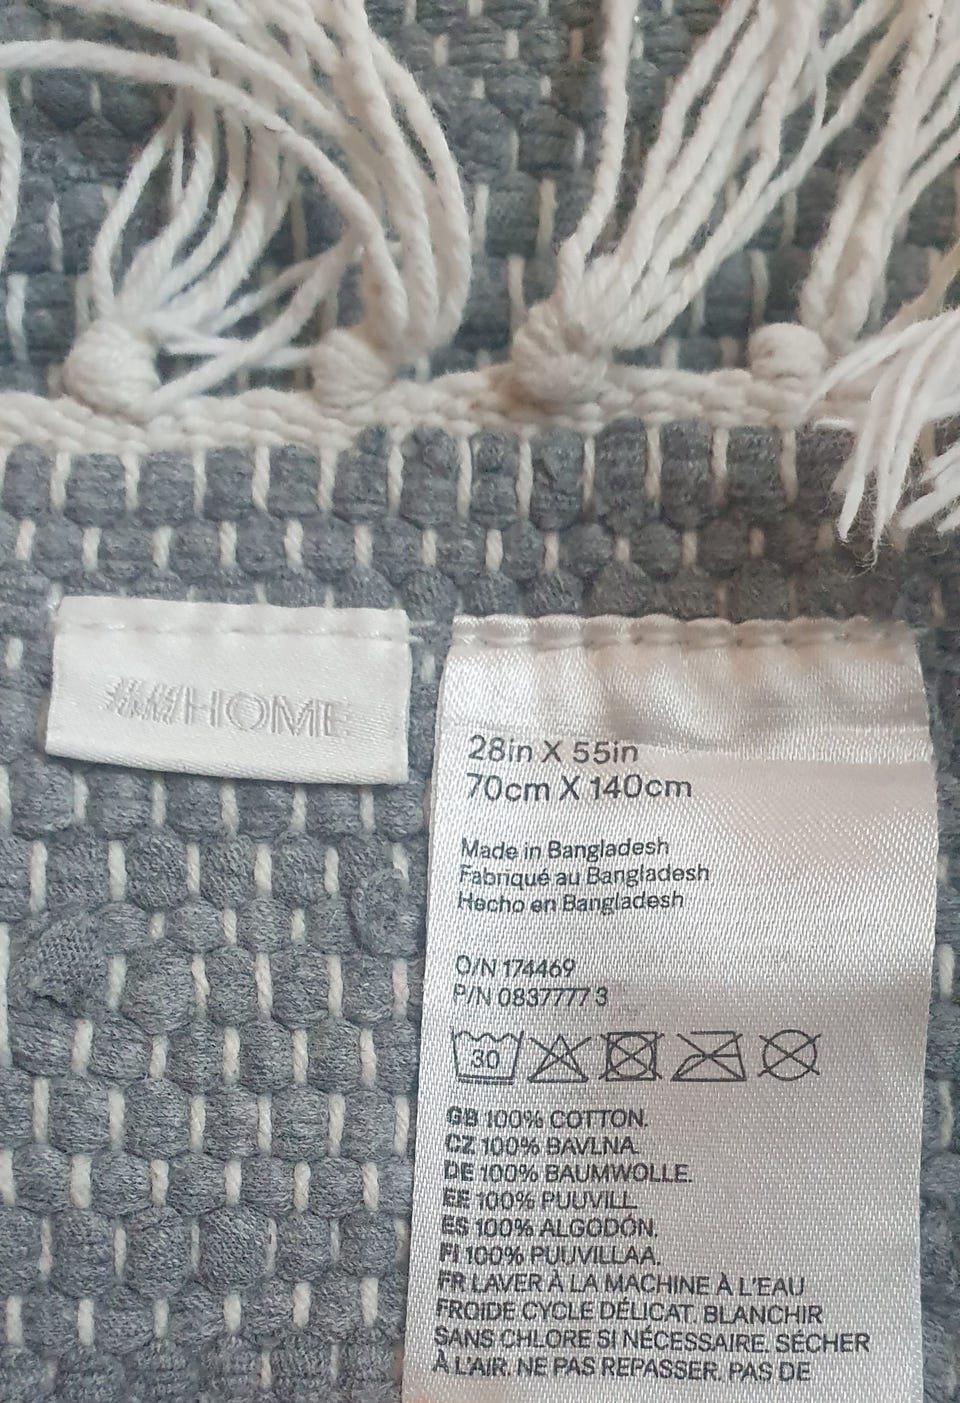 HOME
28in X 55in
70cm X 140cm
Made in Bangladesh
Fabriqué au Bangladesh
Hecho en Bangladesh
O/N 174469
P/N 0837777 3
30
GB 100% COTTON.
CZ 100% BAVLNA.
DE 100% BAUMWOLLE.
EE 100% PUUVILL.
ES 100% ALGODÓN.
FI 100% PUUVILLAA.
FR LAVER À LA MACHINE À L'EAU
FROIDE CYCLE DÉLICAT. BLANCHIR
SANS CHLORE SI NÉCESSAIRE. SÉCHER
À L'AIR. NE PAS REPASSER. PAS DE